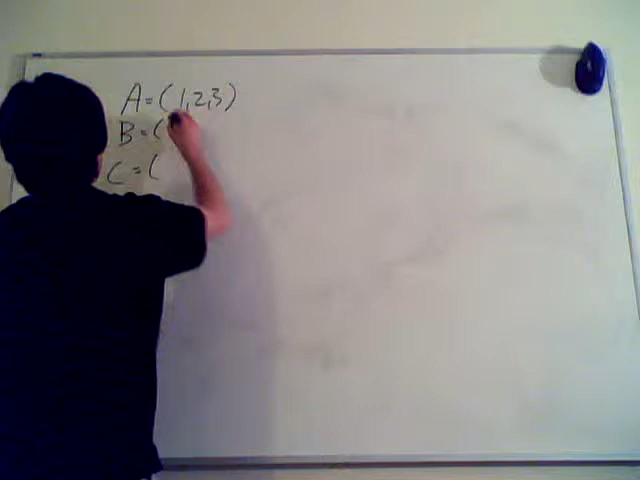 A = (1,2,3)
B = (
C = (